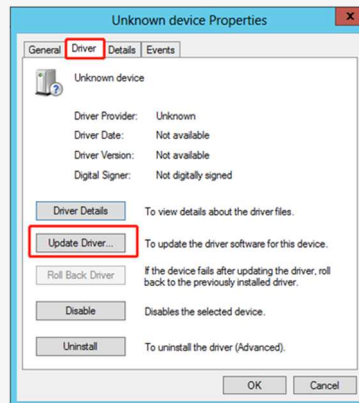 Unknown device Properties
x
General Driver Details Events
Unknown device
Driver Provider: Unknown
Driver Date: Not available
Driver Version: Not available
Digital Signer: Not digitally signed
Driver Details To view details about the driver files.
Update Driver... To update the driver software for this device.
Roll Back Driver If the device fails after updating the driver, roll
back to the previously installed driver.
Disable Disables the selected device.
Uninstall To uninstall the driver (Advanced).
OK Cancel